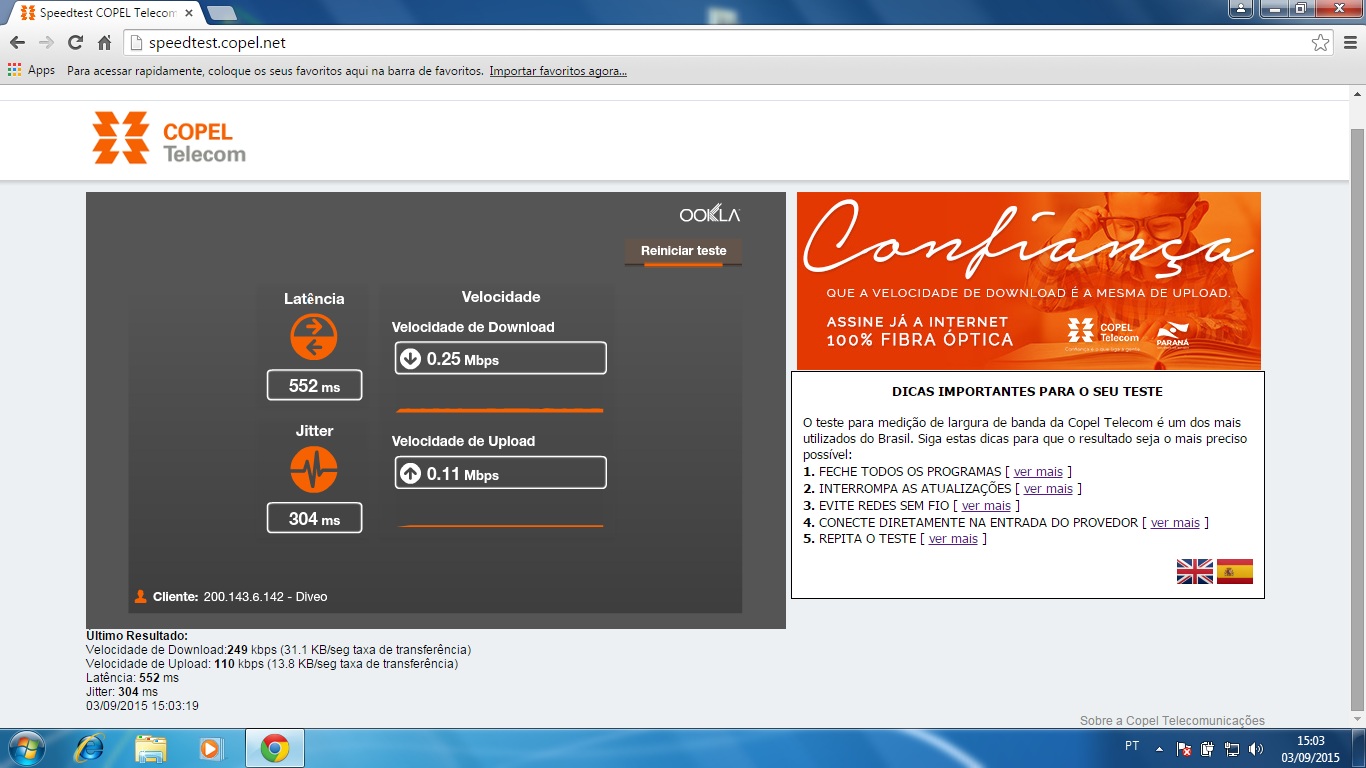 Speedtest COPEL Telecom
speedtest.copel.net
Apps Para acessar rapidamente, coloque os seus favoritos aqui na barra de favoritos. Importar favoritos agora...
COPEL
Telecom
OOKLA
Reiniciar teste
Latência
552 ms
Jitter
304 ms
Velocidade
Velocidade de Download
0.25 Mbps
Velocidade de Upload
0.11 Mbps
Cliente: 200.143.6.142 - Diveo
Confiança
QUE A VELOCIDADE DE DOWNLOAD É A MESMA DE UPLOAD.
ASSINE JÁ A INTERNET
100% FIBRA ÓPTICA
COPEL
Telecom
PARANÁ
DICAS IMPORTANTES PARA O SEU TESTE
O teste para medição de largura de banda da Copel Telecom é um dos mais
utilizados do Brasil. Siga estas dicas para que o resultado seja o mais preciso
possível:
1. FECHE TODOS OS PROGRAMAS [ ver mais ]
2. INTERROMPA AS ATUALIZAÇÕES [ ver mais ]
3. EVITE REDES SEM FIO [ ver mais ]
4. CONECTE DIRETAMENTE NA ENTRADA DO PROVEDOR [ ver mais ]
5. REPITA O TESTE [ ver mais ]
Último Resultado:
Velocidade de Download:249 kbps (31.1 KB/seg taxa de transferência)
Velocidade de Upload: 110 kbps (13.8 KB/seg taxa de transferência)
Latência: 552 ms
Jitter: 304 ms
03/09/2015 15:03:19
Sobre a Copel Telecomunicações
PT
15:03
03/09/2015